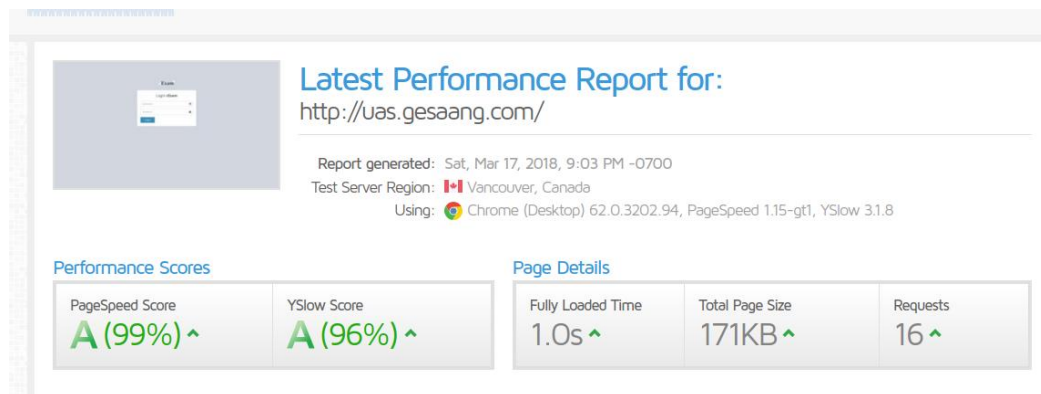 Latest Performance Report for:
http://uas.gesaang.com/
Report generated: Sat, Mar 17, 2018, 9:03 PM -0700
Test Server Region: Vancouver, Canada
Using: Chrome (Desktop) 62.0.3202.94, PageSpeed 1.15-gt1, YSlow 3.1.8
Performance Scores
Page Details
PageSpeed Score
YSlow Score
Fully Loaded Time
Total Page Size
Requests
A (99%)
A (96%)
1.0s
171KB
16